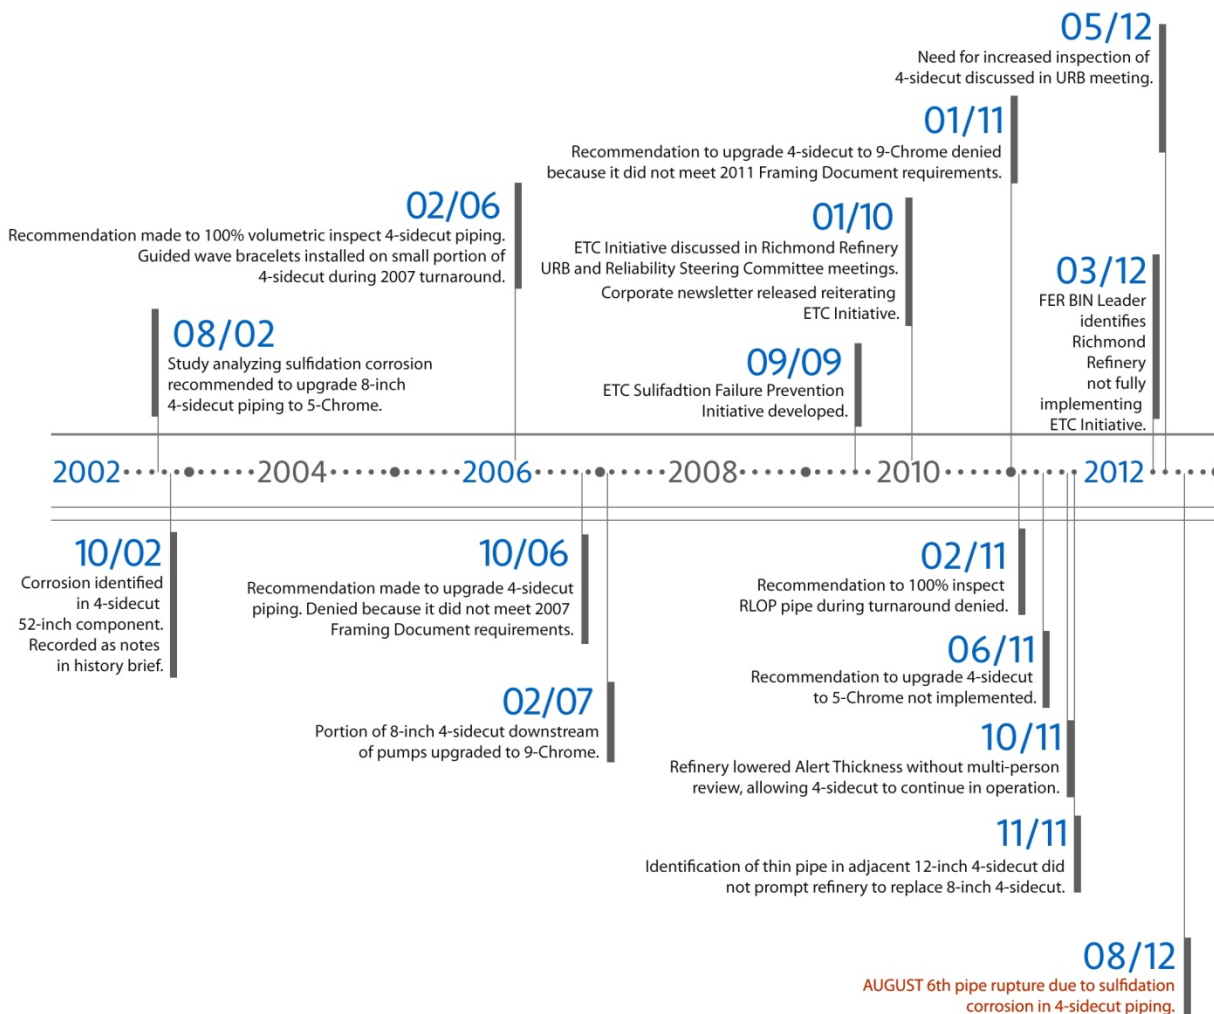 05/12
Need for increased inspection of
4-sidecut discussed in URB meeting.
01/11
Recommendation to upgrade 4-sidecut to 9-Chrome denied
because it did not meet 2011 Framing Document requirements.
02/06
Recommendation made to 100% volumetric inspect 4-sidecut piping.
Guided wave bracelets installed on small portion of
4-sidecut during 2007 turnaround.
01/10
ETC Initiative discussed in Richmond Refinery
URB and Reliability Steering Committee meetings.
Corporate newsletter released reiterating
ETC Initiative.
03/12
FER BIN Leader
identifies
Richmond
Refinery
not fully
implementing
ETC Initiative.
08/02
Study analyzing sulfidation corrosion
recommended to upgrade 8-inch
4-sidecut piping to 5-Chrome.
09/09
ETC Sulifadtion Failure Prevention
Initiative developed.
2002 2004 2006 2008 2010 2012
10/02
Corrosion identified
in 4-sidecut
52-inch component.
Recorded as notes
in history brief.
10/06
Recommendation made to upgrade 4-sidecut
piping. Denied because it did not meet 2007
Framing Document requirements.
02/11
Recommendation to 100% inspect
RLOP pipe during turnaround denied.
06/11
Recommendation to upgrade 4-sidecut
to 5-Chrome not implemented.
02/07
Portion of 8-inch 4-sidecut downstream
of pumps upgraded to 9-Chrome.
10/11
Refinery lowered Alert Thickness without multi-person
review, allowing 4-sidecut to continue in operation.
11/11
Identification of thin pipe in adjacent 12-inch 4-sidecut did
not prompt refinery to replace 8-inch 4-sidecut.
08/12
AUGUST 6th pipe rupture due to sulfidation
corrosion in 4-sidecut piping.